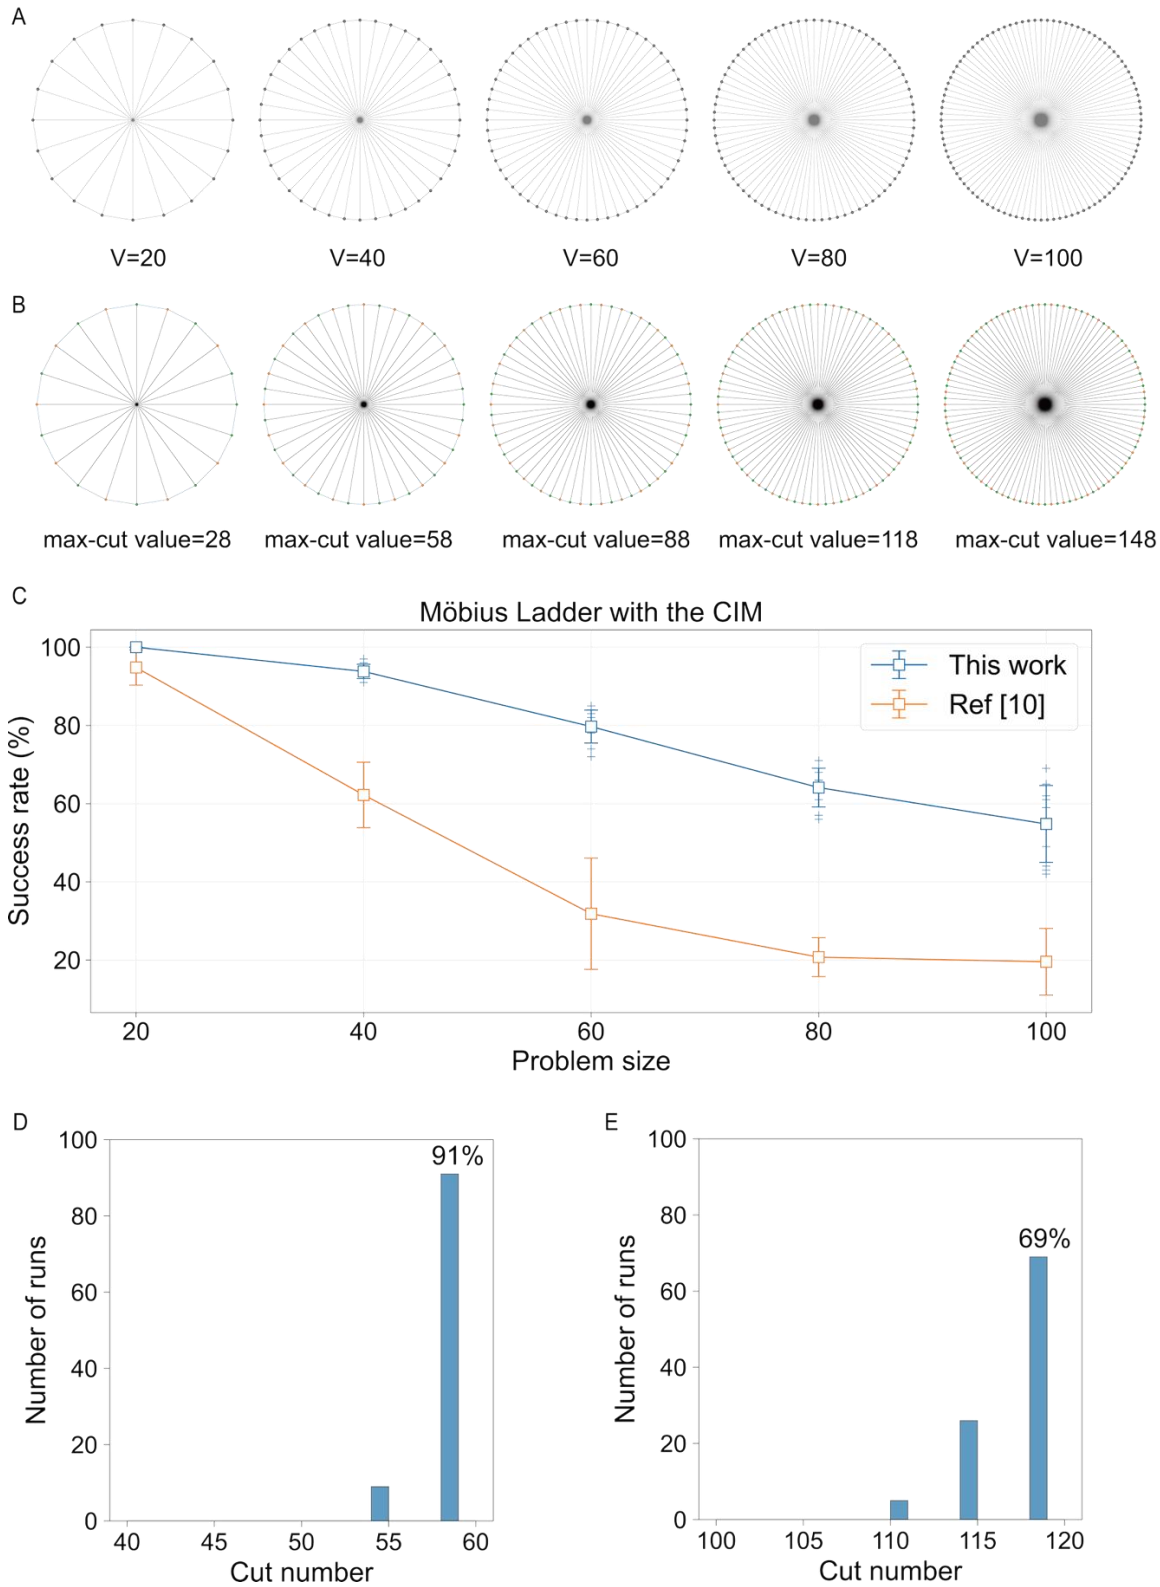 A
V=20
V=40
V=60
V=80
V=100
B
max-cut value=28
max-cut value=58
max-cut value=88
max-cut value=118
max-cut value=148
C
Möbius Ladder with the CIM
100
80
60
40
20
Success rate (%)
This work
Ref [10]
20
40
60
80
100
Problem size
D
100
80
60
40
20
0
Number of runs
91%
40
45
50
55
60
Cut number
E
100
80
60
40
20
0
Number of runs
69%
100
105
110
115
120
Cut number